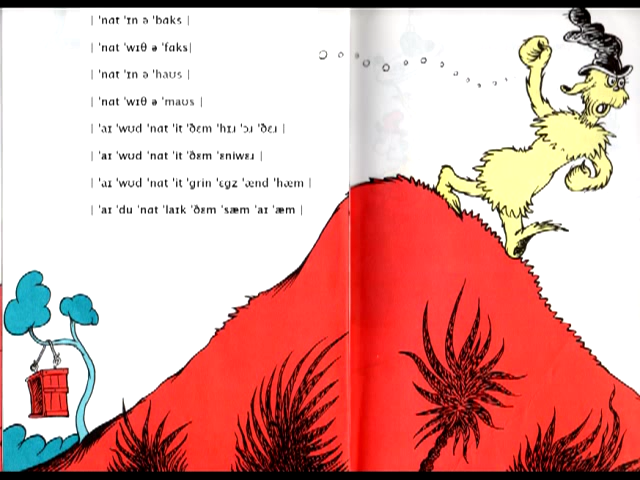 | ˈnɑt ˈɪn ə ˈbɑks |
| ˈnɑt ˈwɪθ ə ˈfɑks|
| ˈnɑt ˈɪn ə ˈhaʊs |
| ˈnɑt ˈwɪθ ə ˈmaʊs |
| ˈaɪ ˈwʊd ˈnɑt ˈit ˈðɛm ˈhɪɹ ˈɔɹ ˈðɛɹ |
| ˈaɪ ˈwʊd ˈnɑt ˈit ˈðɛm ˈɛniwɛɹ |
| ˈaɪ ˈwʊd ˈnɑt ˈit ˈgrin ˈɛgz ˈænd ˈhæm |
| ˈaɪ ˈdu ˈnɑt ˈlaɪk ˈðɛm ˈsæm ˈaɪ ˈæm |